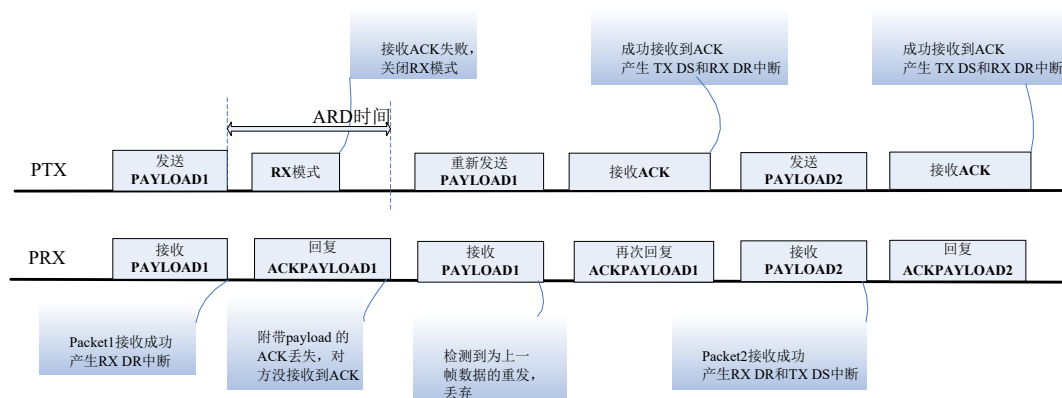 接收ACK失败,
关闭RX模式
成功接收到ACK
产生 TX DS和RX DR中断
成功接收到ACK
产生 TX DS和RX DR中断
ARD时间
PTX
发送
PAYLOAD1
RX模式
重新发送
PAYLOAD1
接收ACK
发送
PAYLOAD2
接收ACK
PRX
接收
PAYLOAD1
回复
ACKPAYLOAD1
接收
PAYLOAD1
再次回复
ACKPAYLOAD1
接收
PAYLOAD2
回复
ACKPAYLOAD2
Packet1接收成功
产生RX DR中断
附带payload 的
ACK丢失，对
方没接收到ACK
检测到为上一
帧数据的重发，
丢弃
Packet2接收成功
产生RX DR和TX DS中断